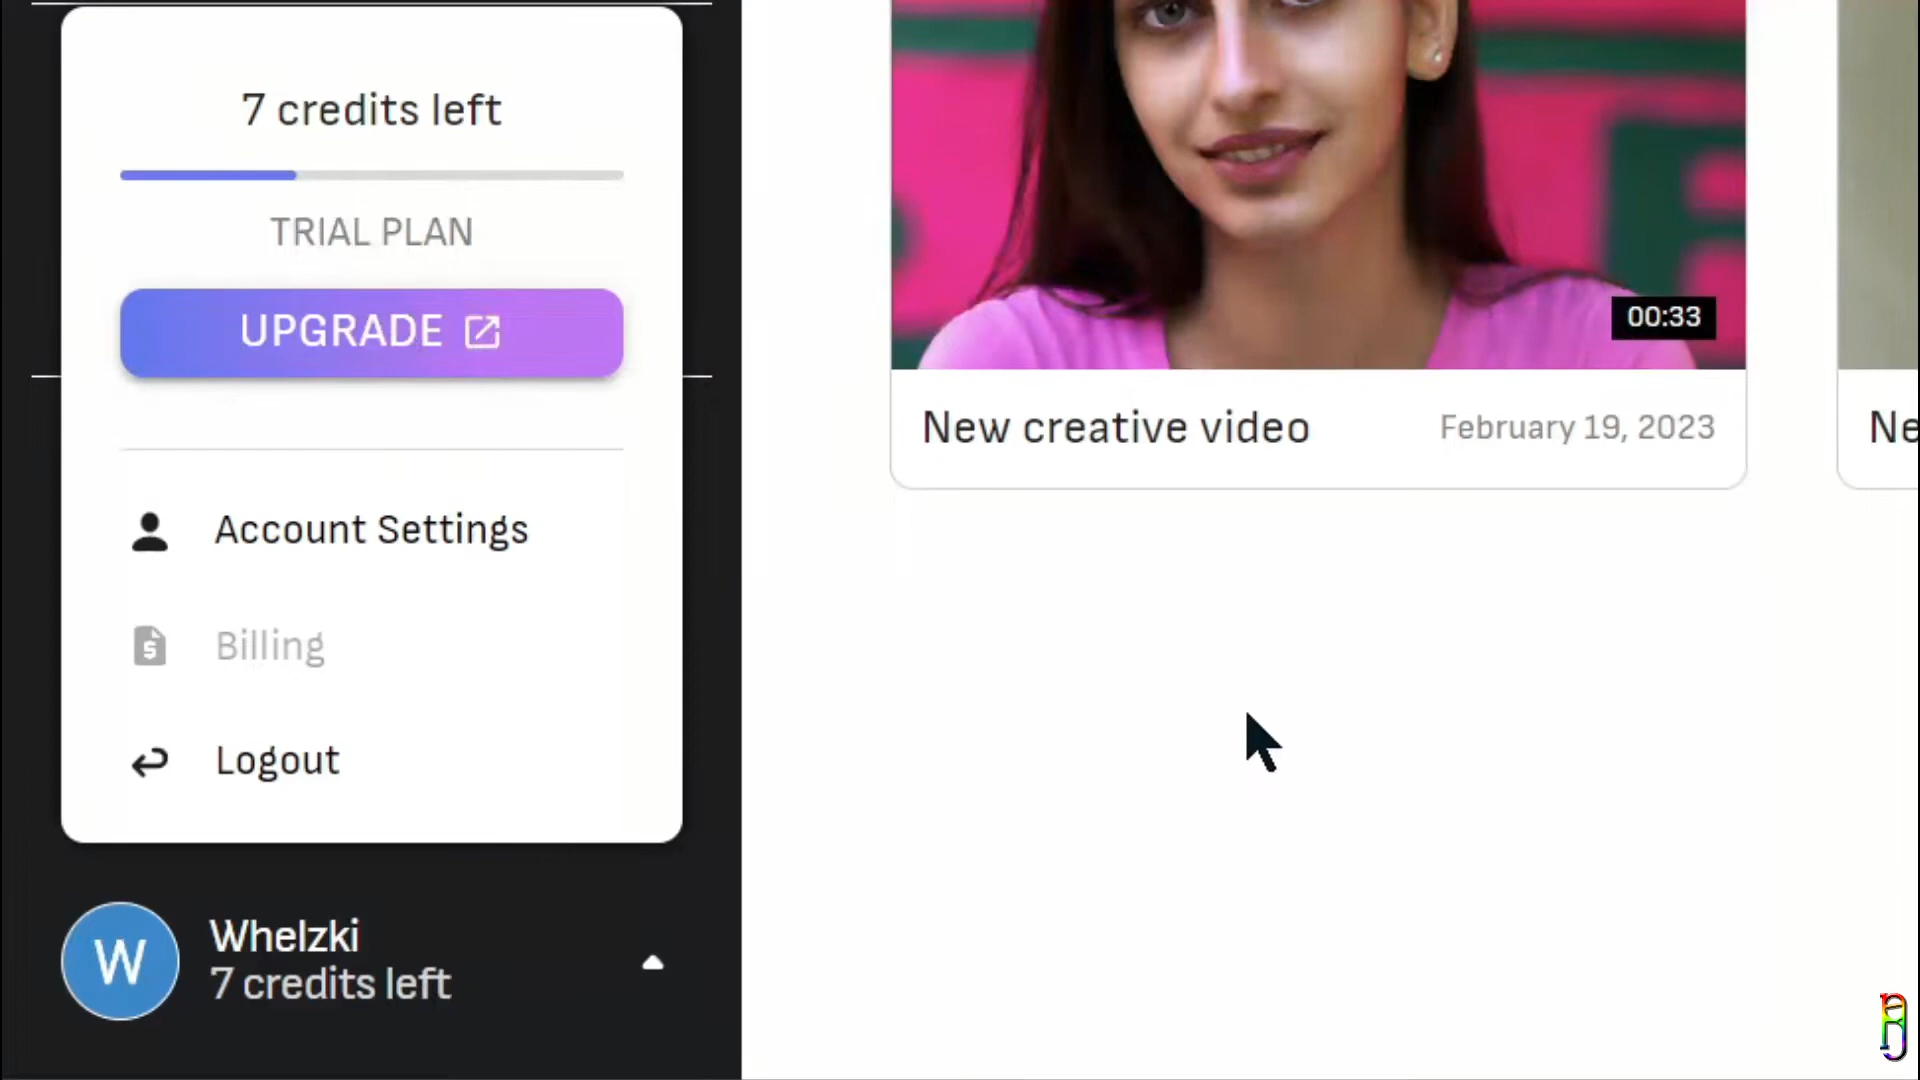 7 credits left
TRIAL PLAN
UPGRADE
Account Settings
Billing
Logout
W
Whelzki
7 credits left
00:33
New creative video
February 19, 2023
Ne